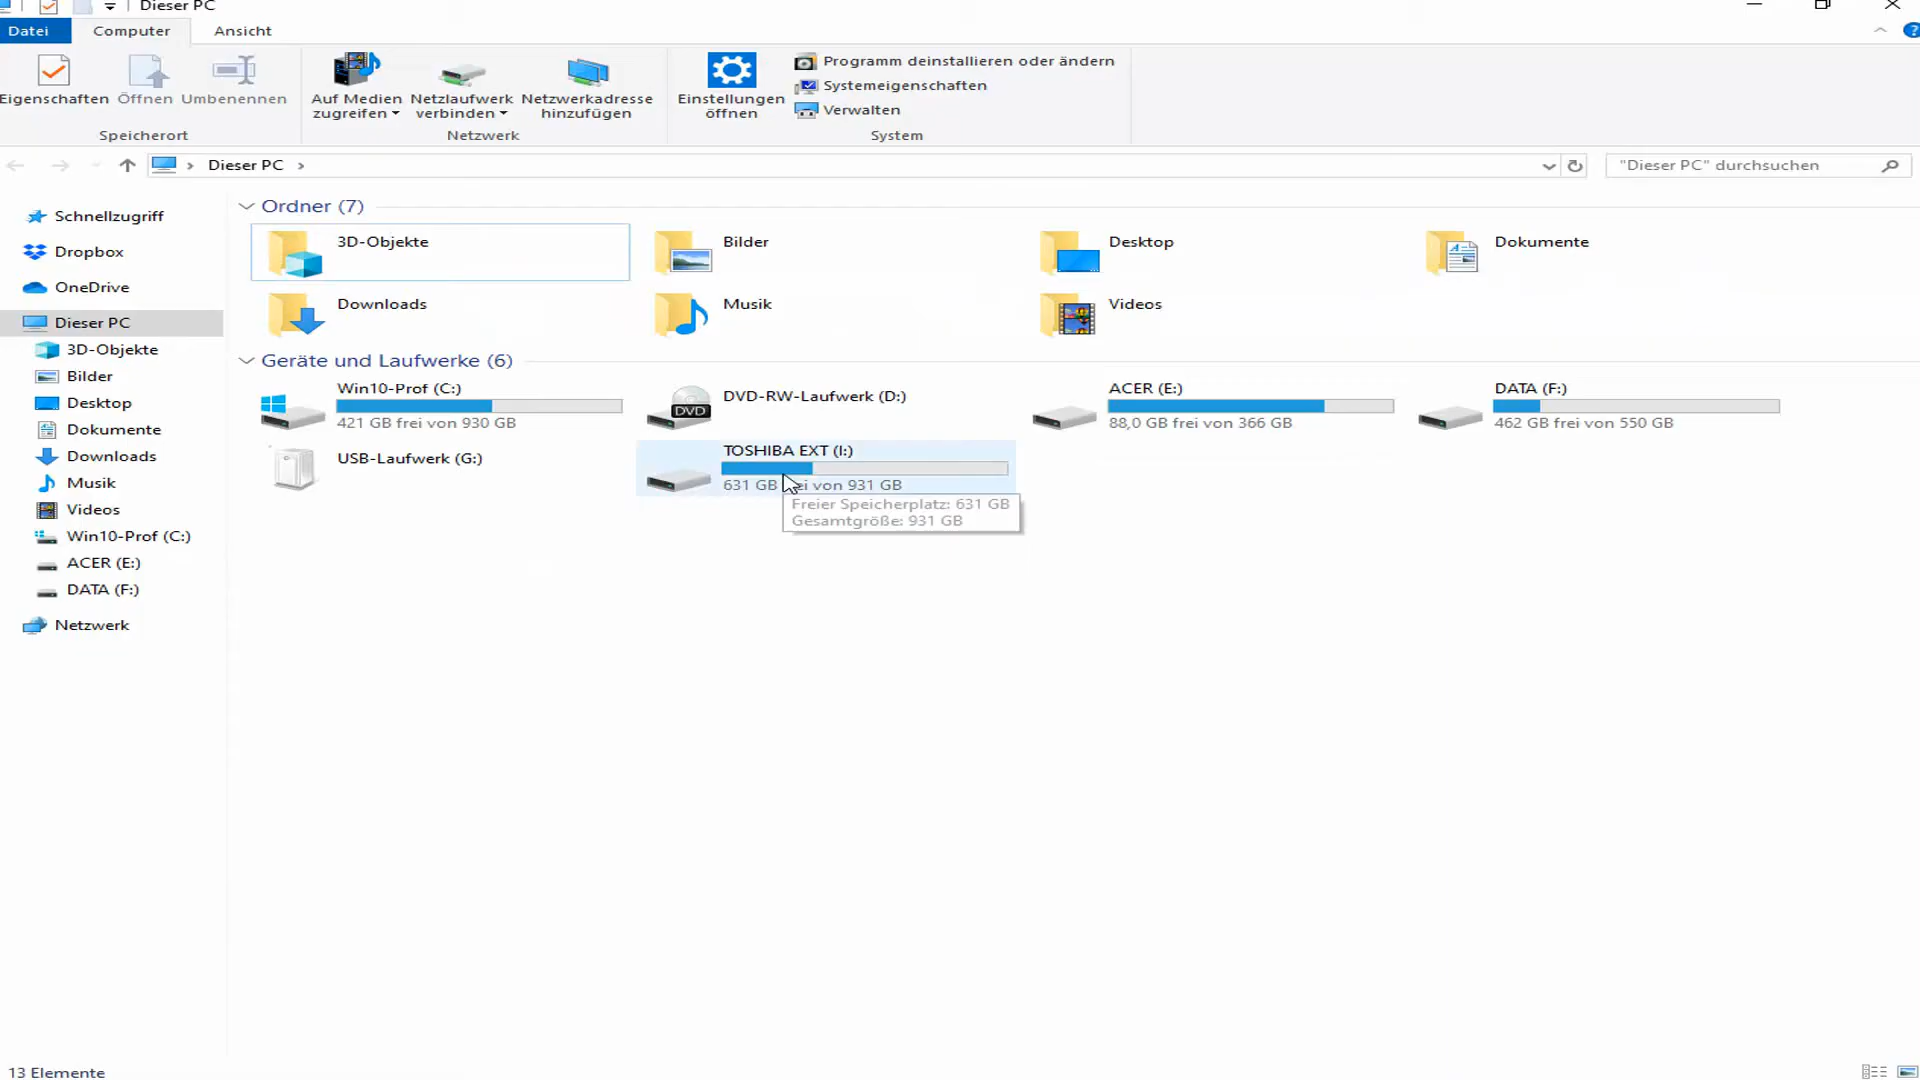 Dieser PC
Datei
Computer
Ansicht
Eigenschaften
Öffnen
Umbenennen
Speicherort
Auf Medien
zugreifen
Netzlaufwerk
verbinden
Netzwerkadresse
hinzufügen
Netzwerk
Einstellungen
öffnen
Programm deinstallieren oder ändern
Systemeigenschaften
Verwalten
System
Dieser PC
"Dieser PC" durchsuchen
Schnellzugriff
Dropbox
OneDrive
Dieser PC
3D-Objekte
Bilder
Desktop
Dokumente
Downloads
Musik
Videos
Win10-Prof (C:)
ACER (E:)
DATA (F:)
Netzwerk
Ordner (7)
3D-Objekte
Bilder
Desktop
Dokumente
Downloads
Musik
Videos
Geräte und Laufwerke (6)
Win10-Prof (C:)
421 GB frei von 930 GB
DVD-RW-Laufwerk (D:)
DVD
ACER (E:)
88,0 GB frei von 366 GB
DATA (F:)
462 GB frei von 550 GB
USB-Laufwerk (G:)
TOSHIBA EXT (I:)
631 GB frei von 931 GB
Freier Speicherplatz: 631 GB
Gesamtgröße: 931 GB
13 Elemente